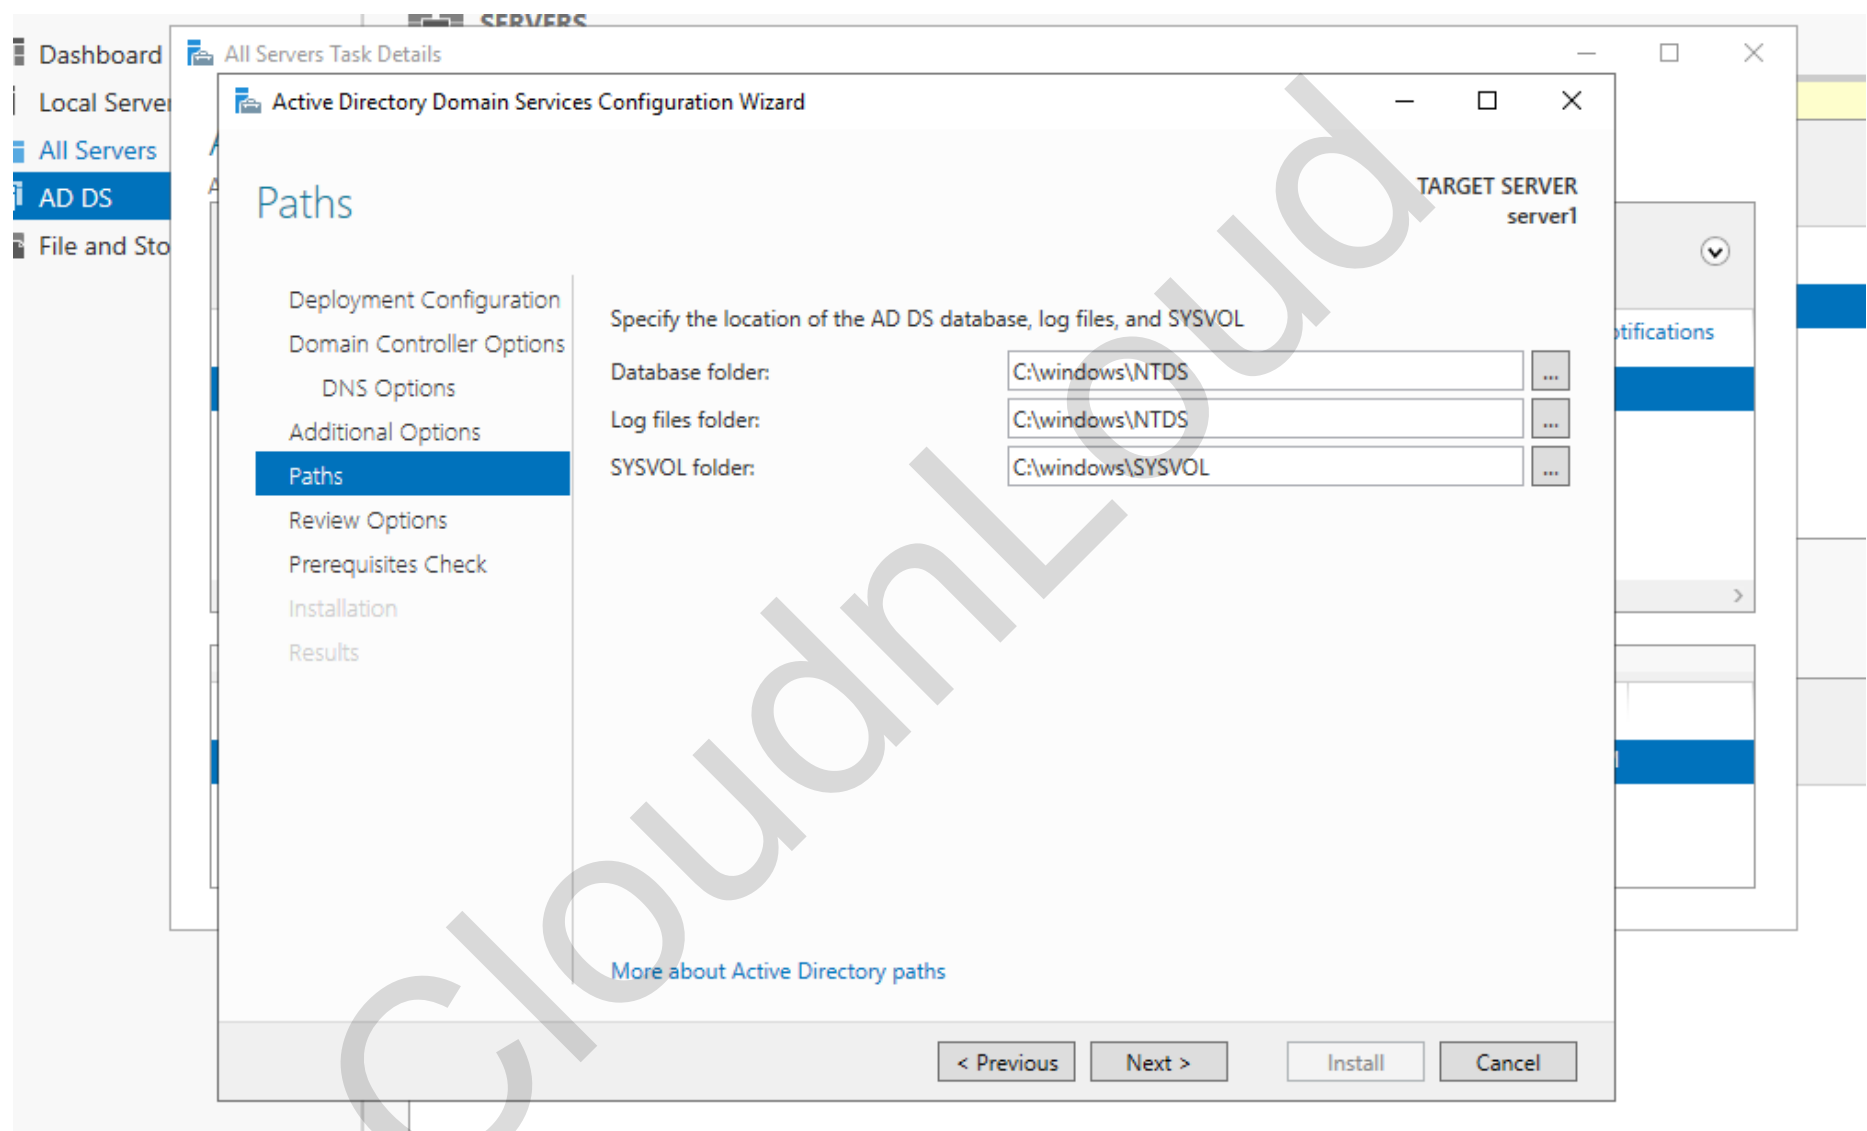 SERVERS
Dashboard
Local Server
All Servers
AD DS
File and Sto
All Servers Task Details
Active Directory Domain Services Configuration Wizard
Paths
TARGET SERVER
server1
Deployment Configuration
Domain Controller Options
DNS Options
Additional Options
Paths
Review Options
Prerequisites Check
Installation
Results
Specify the location of the AD DS database, log files, and SYSVOL
Database folder: C:\windows\NTDS ...
Log files folder: C:\windows\NTDS ...
SYSVOL folder: C:\windows\SYSVOL ...
More about Active Directory paths
< Previous Next > Install Cancel
otifications
CloudnLoud